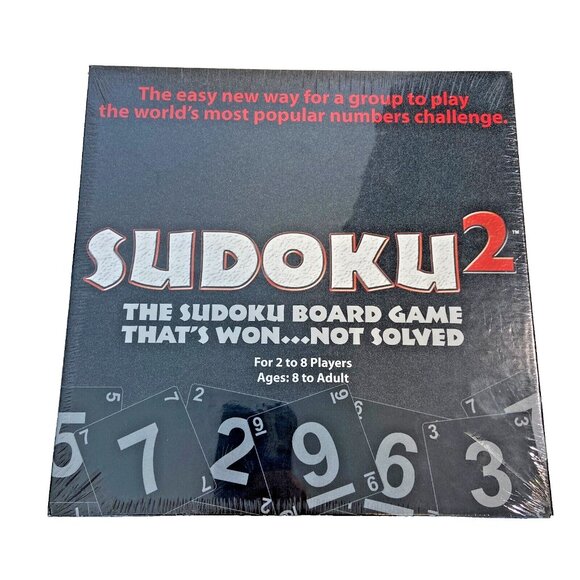 The easy new way for a group to play
the world's most popular numbers challenge.
SUDOKU2™
THE SUDOKU BOARD GAME
THAT'S WON...NOT SOLVED
For 2 to 8 Players
Ages: 8 to Adult
5 7 2 9 6 3